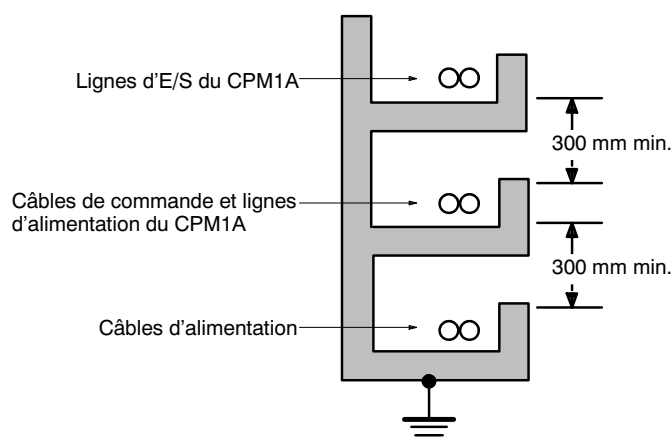 Lignes d'E/S du CPM1A
300 mm min.
Câbles de commande et lignes
d'alimentation du CPM1A
300 mm min.
Câbles d'alimentation